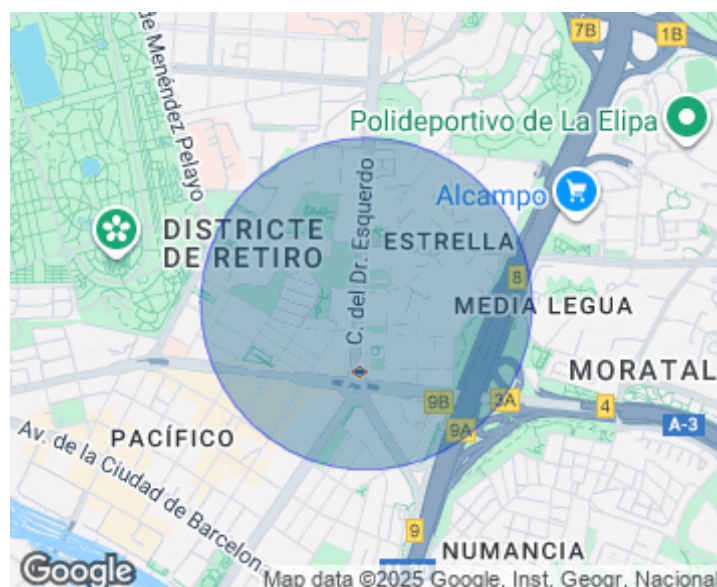 de Menéndez Pelayo
7B
1B
Polideportivo de La Elipa
Alcampo
C. del Dr. Esquerdo
DISTRICTE
DE RETIRO
ESTRELLA
8
MEDIA LEGUA
MORATAL
9B
3A
4
9A
A-3
PACÍFICO
Av. de la Ciudad de Barcelon
9
NUMANCIA
Google
Map data ©2025 Google, Inst. Geogr. Nacional